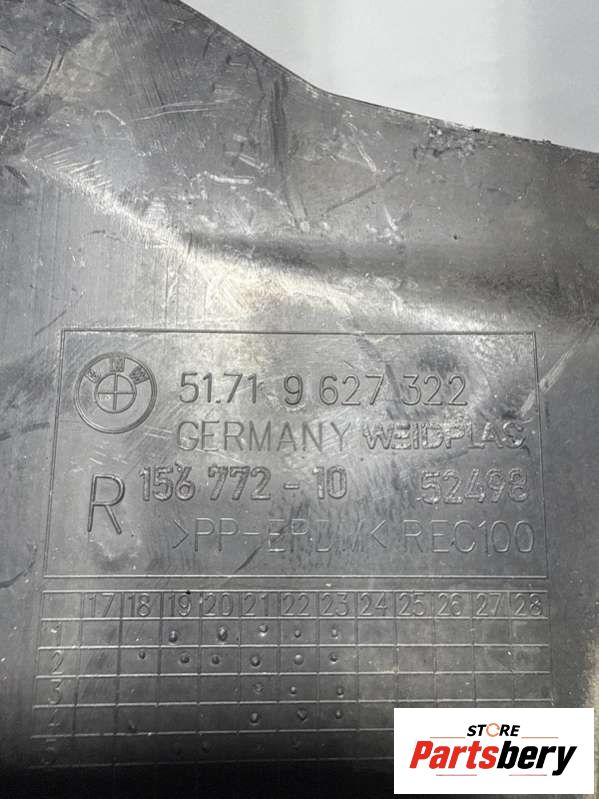 BMW
51.71 9 627 322
GERMANY WEIDPLAS
R 156 772-10 52498
>PP-EPDM< REC100
17 18 19 20 21 22 23 24 25 26 27 28
1
2
3
4
5
STORE
Partsbery